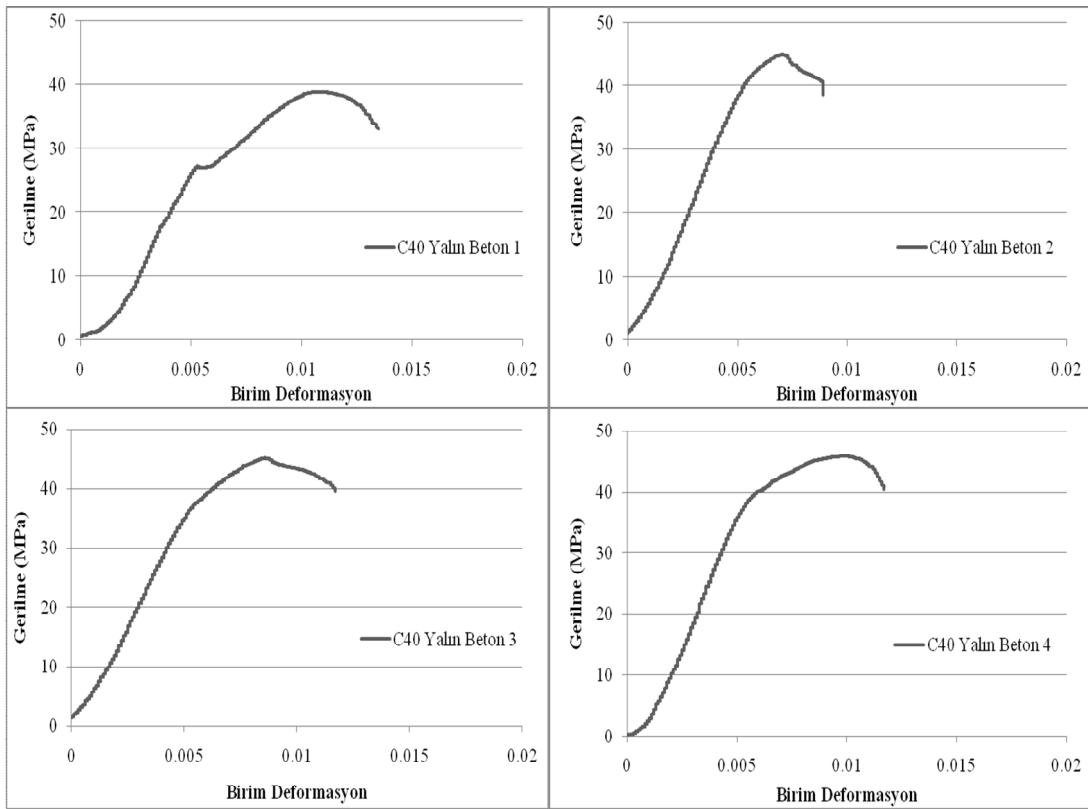 50
40
30
20
10
0
Gerilme (MPa)
C40 Yalın Beton 1
0 0.005 0.01 0.015 0.02
Birim Deformasyon
50
40
30
20
10
0
Gerilme (MPa)
C40 Yalın Beton 2
0 0.005 0.01 0.015 0.02
Birim Deformasyon
50
40
30
20
10
0
Gerilme (MPa)
C40 Yalın Beton 3
0 0.005 0.01 0.015 0.02
Birim Deformasyon
50
40
30
20
10
0
Gerilme (MPa)
C40 Yalın Beton 4
0 0.005 0.01 0.015 0.02
Birim Deformasyon